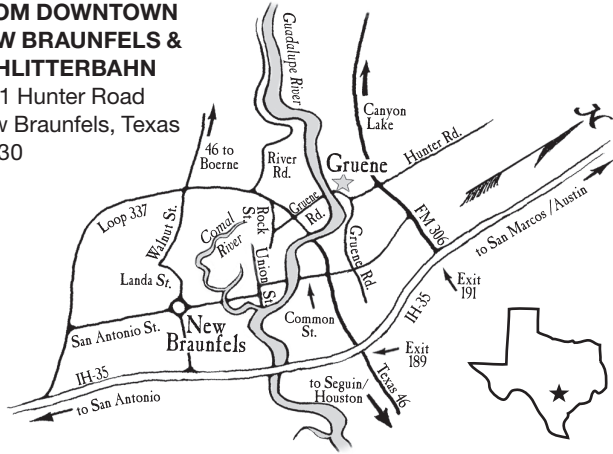 OM DOWNTOWN
W BRAUNFELS &
HLITTERBAHN
1 Hunter Road
w Braunfels, Texas
30
Guadalupe River
Canyon
Lake
46 to
Boerne
River
Rd.
Gruene
Hunter Rd.
Loop 337
Walnut St.
Comal
River
Rock
St.
Gruene
Rd.
Gruene Rd.
FM 306
to San Marcos/Austin
Landa St.
Union St.
Exit
191
San Antonio St.
New
Braunfels
Common
St.
IH-35
Exit
189
IH-35
to San Antonio
to Seguin/
Houston
Texas 46